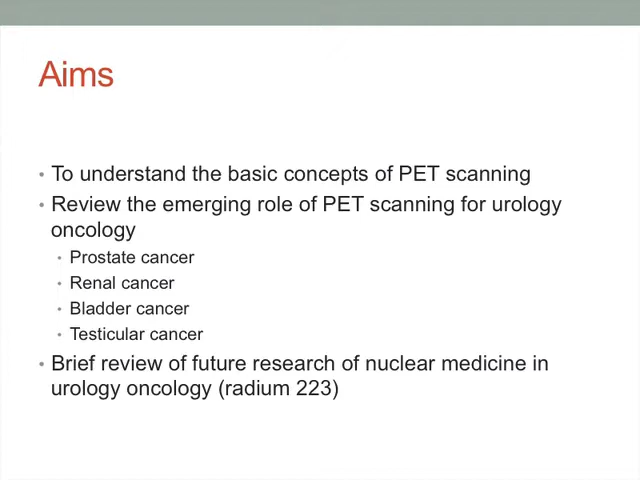 Aims
• To understand the basic concepts of PET scanning
• Review the emerging role of PET scanning for urology
oncology
• Prostate cancer
• Renal cancer
• Bladder cancer
• Testicular cancer
• Brief review of future research of nuclear medicine in
urology oncology (radium 223)